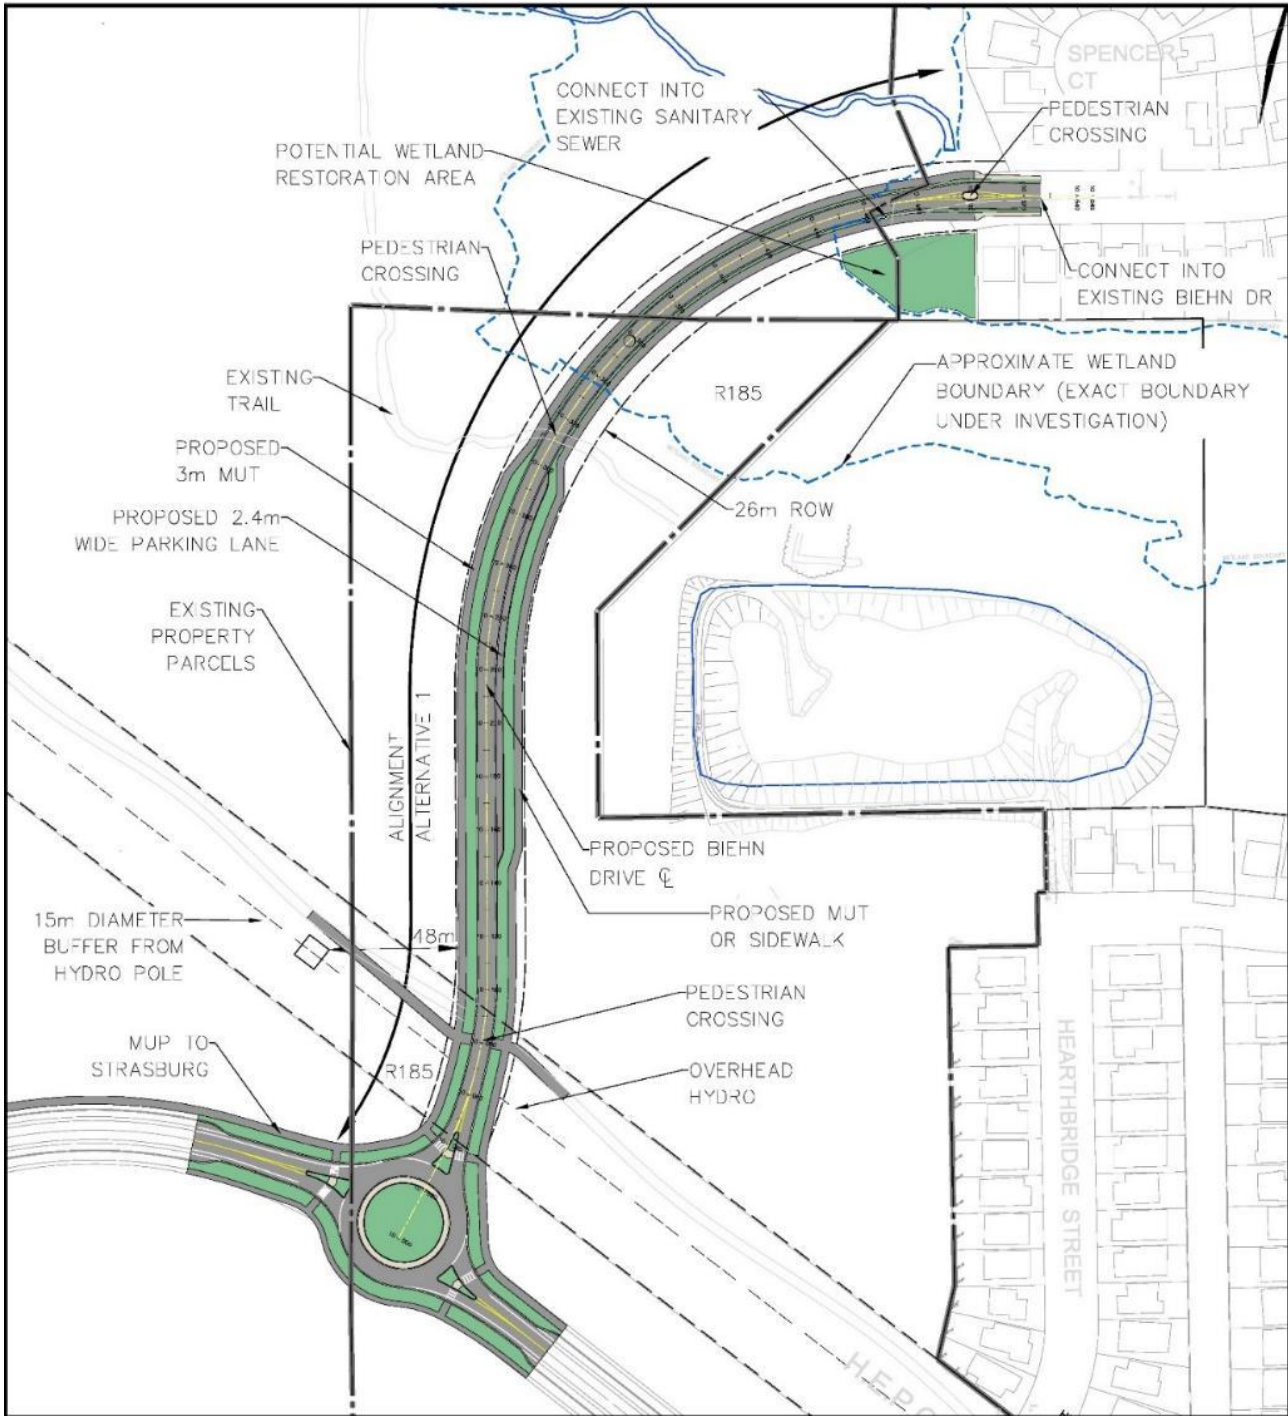 SPENCER
CT
CONNECT INTO
EXISTING SANITARY
SEWER
PEDESTRIAN
CROSSING
POTENTIAL WETLAND
RESTORATION AREA
PEDESTRIAN
CROSSING
CONNECT INTO
EXISTING BIEHN DR
EXISTING
TRAIL
R185
APPROXIMATE WETLAND
BOUNDARY (EXACT BOUNDARY
UNDER INVESTIGATION)
PROPOSED
3m MUT
26m ROW
PROPOSED 2.4m
WIDE PARKING LANE
EXISTING
PROPERTY
PARCELS
ALIGNMENT
ALTERNATIVE 1
PROPOSED BIEHN
DRIVE ℄
PROPOSED MUT
OR SIDEWALK
15m DIAMETER
BUFFER FROM
HYDRO POLE
48m
PEDESTRIAN
CROSSING
MUP TO
STRASBURG
R185
OVERHEAD
HYDRO
HEARTHBRIDGE STREET
HEPC